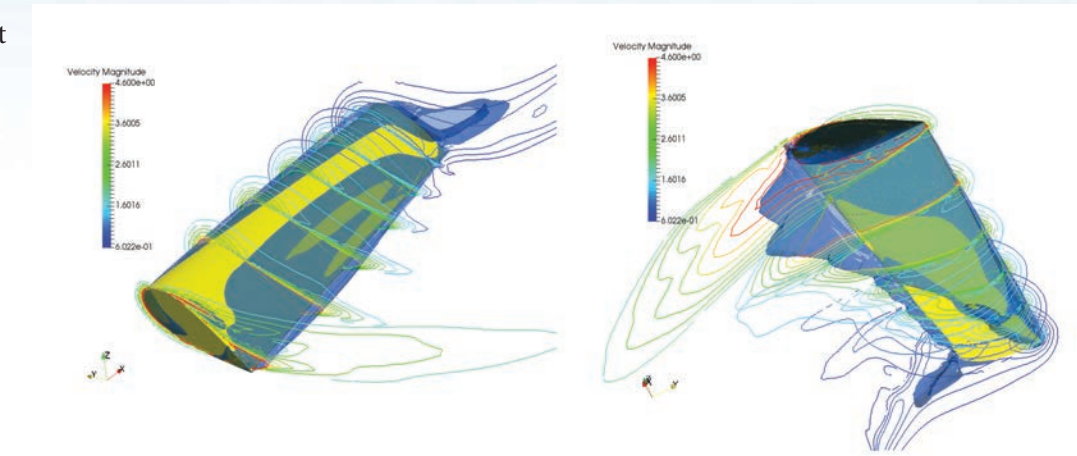 t
Velocity Magnitude
4.600e+00
3.6005
2.6011
1.6016
6.022e-01
Z
Y
X
Velocity Magnitude
4.600e+00
3.6005
2.6011
1.6016
6.022e-01
X
Y